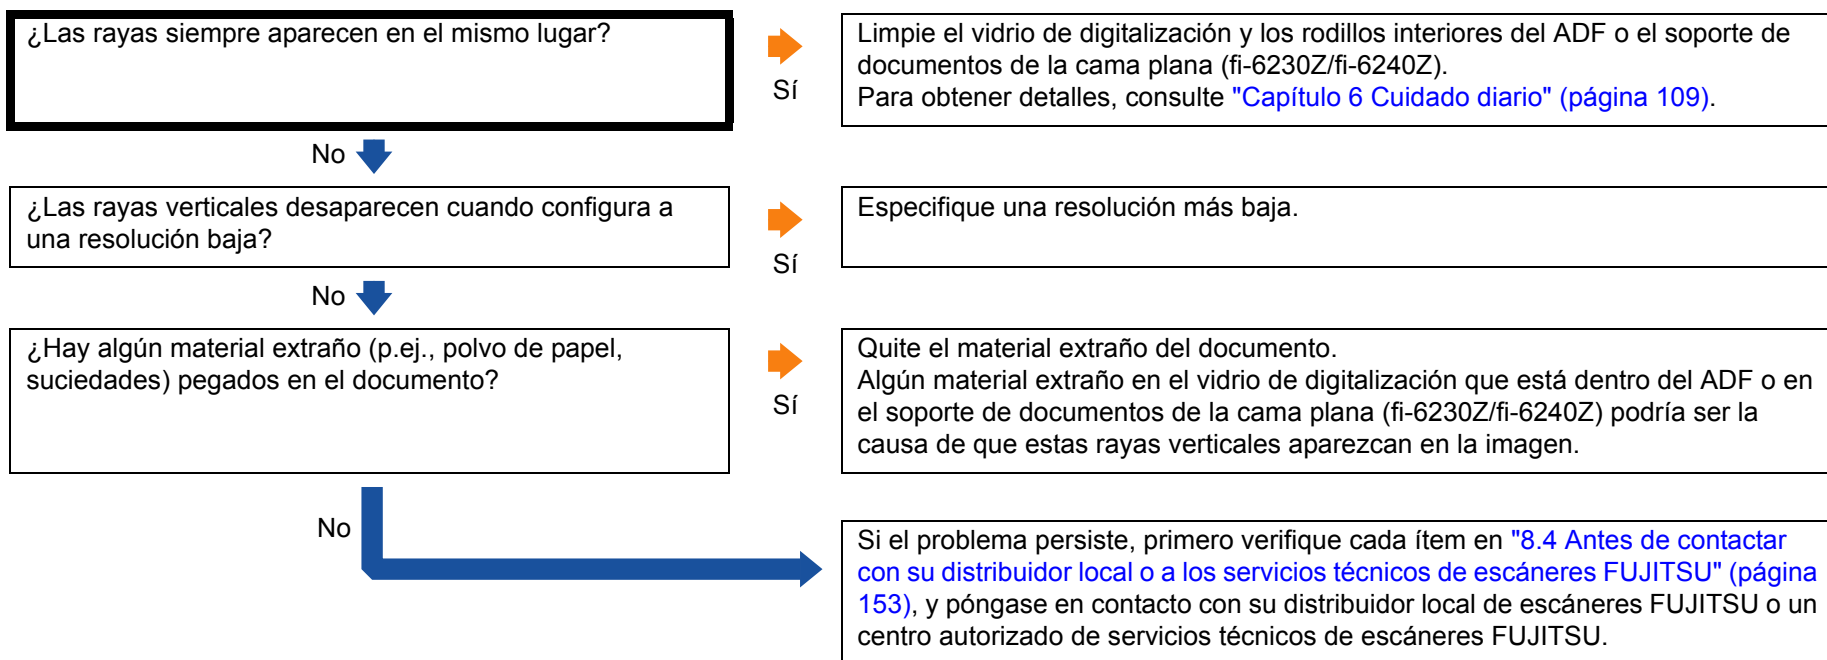 ¿Las rayas siempre aparecen en el mismo lugar?
Sí
Limpie el vidrio de digitalización y los rodillos interiores del ADF o el soporte de
documentos de la cama plana (fi-6230Z/fi-6240Z).
Para obtener detalles, consulte "Capítulo 6 Cuidado diario" (página 109).
No
¿Las rayas verticales desaparecen cuando configura a
una resolución baja?
Sí
Especifique una resolución más baja.
No
¿Hay algún material extraño (p.ej., polvo de papel,
suciedades) pegados en el documento?
Sí
Quite el material extraño del documento.
Algún material extraño en el vidrio de digitalización que está dentro del ADF o en
el soporte de documentos de la cama plana (fi-6230Z/fi-6240Z) podría ser la
causa de que estas rayas verticales aparezcan en la imagen.
No
Si el problema persiste, primero verifique cada ítem en "8.4 Antes de contactar
con su distribuidor local o a los servicios técnicos de escáneres FUJITSU" (página
153), y póngase en contacto con su distribuidor local de escáneres FUJITSU o un
centro autorizado de servicios técnicos de escáneres FUJITSU.